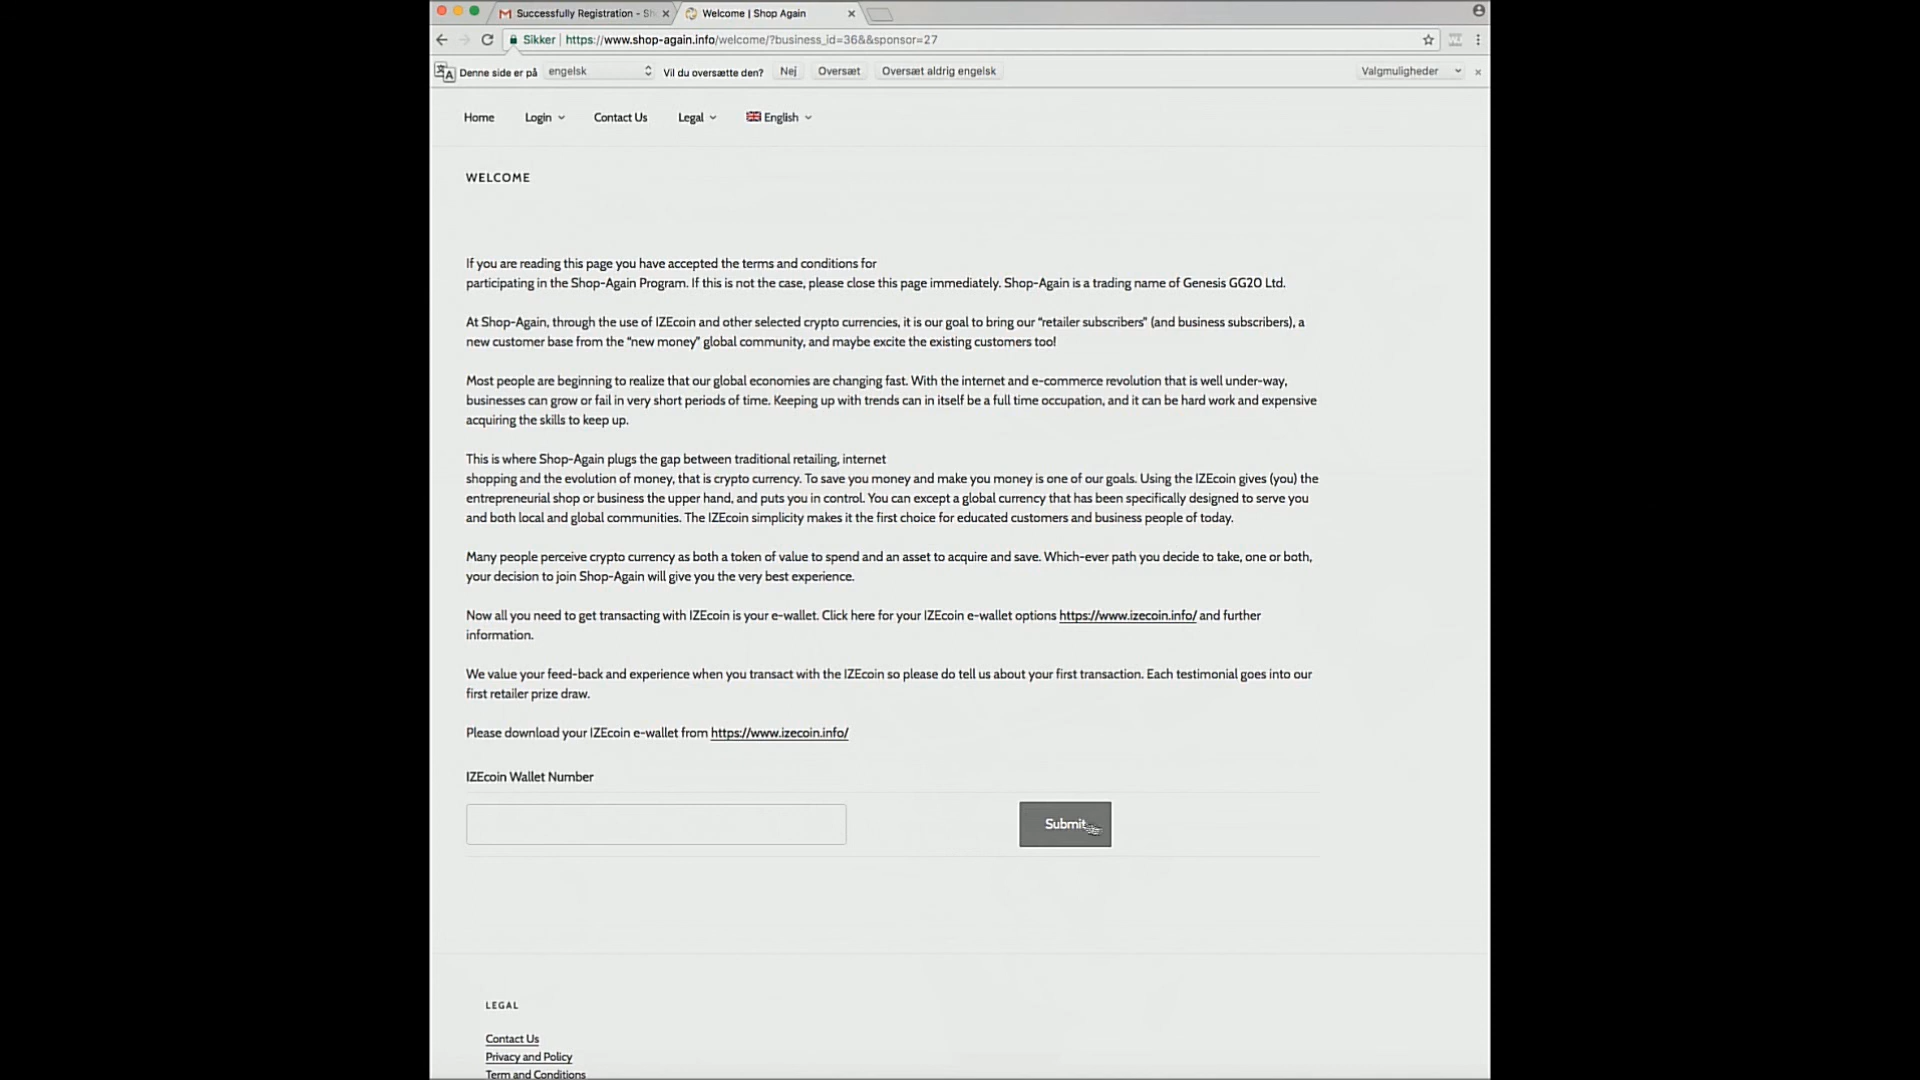 Successfully Registration - Sh
Welcome | Shop Again
Sikker | https://www.shop-again.info/welcome/?business_id=36&&sponsor=27
Denne side er på engelsk Vil du oversætte den? Nej Oversæt Oversæt aldrig engelsk Valgmuligheder
Home Login Contact Us Legal English
WELCOME
If you are reading this page you have accepted the terms and conditions for
participating in the Shop-Again Program. If this is not the case, please close this page immediately. Shop-Again is a trading name of Genesis GG20 Ltd.
At Shop-Again, through the use of IZEcoin and other selected crypto currencies, it is our goal to bring our “retailer subscribers” (and business subscribers), a
new customer base from the “new money” global community, and maybe excite the existing customers too!
Most people are beginning to realize that our global economies are changing fast. With the internet and e-commerce revolution that is well under-way,
businesses can grow or fail in very short periods of time. Keeping up with trends can in itself be a full time occupation, and it can be hard work and expensive
acquiring the skills to keep up.
This is where Shop-Again plugs the gap between traditional retailing, internet
shopping and the evolution of money, that is crypto currency. To save you money and make you money is one of our goals. Using the IZEcoin gives (you) the
entrepreneurial shop or business the upper hand, and puts you in control. You can except a global currency that has been specifically designed to serve you
and both local and global communities. The IZEcoin simplicity makes it the first choice for educated customers and business people of today.
Many people perceive crypto currency as both a token of value to spend and an asset to acquire and save. Which-ever path you decide to take, one or both,
your decision to join Shop-Again will give you the very best experience.
Now all you need to get transacting with IZEcoin is your e-wallet. Click here for your IZEcoin e-wallet options https://www.izecoin.info/ and further
information.
We value your feed-back and experience when you transact with the IZEcoin so please do tell us about your first transaction. Each testimonial goes into our
first retailer prize draw.
Please download your IZEcoin e-wallet from https://www.izecoin.info/
IZEcoin Wallet Number
Submit
LEGAL
Contact Us
Privacy and Policy
Term and Conditions